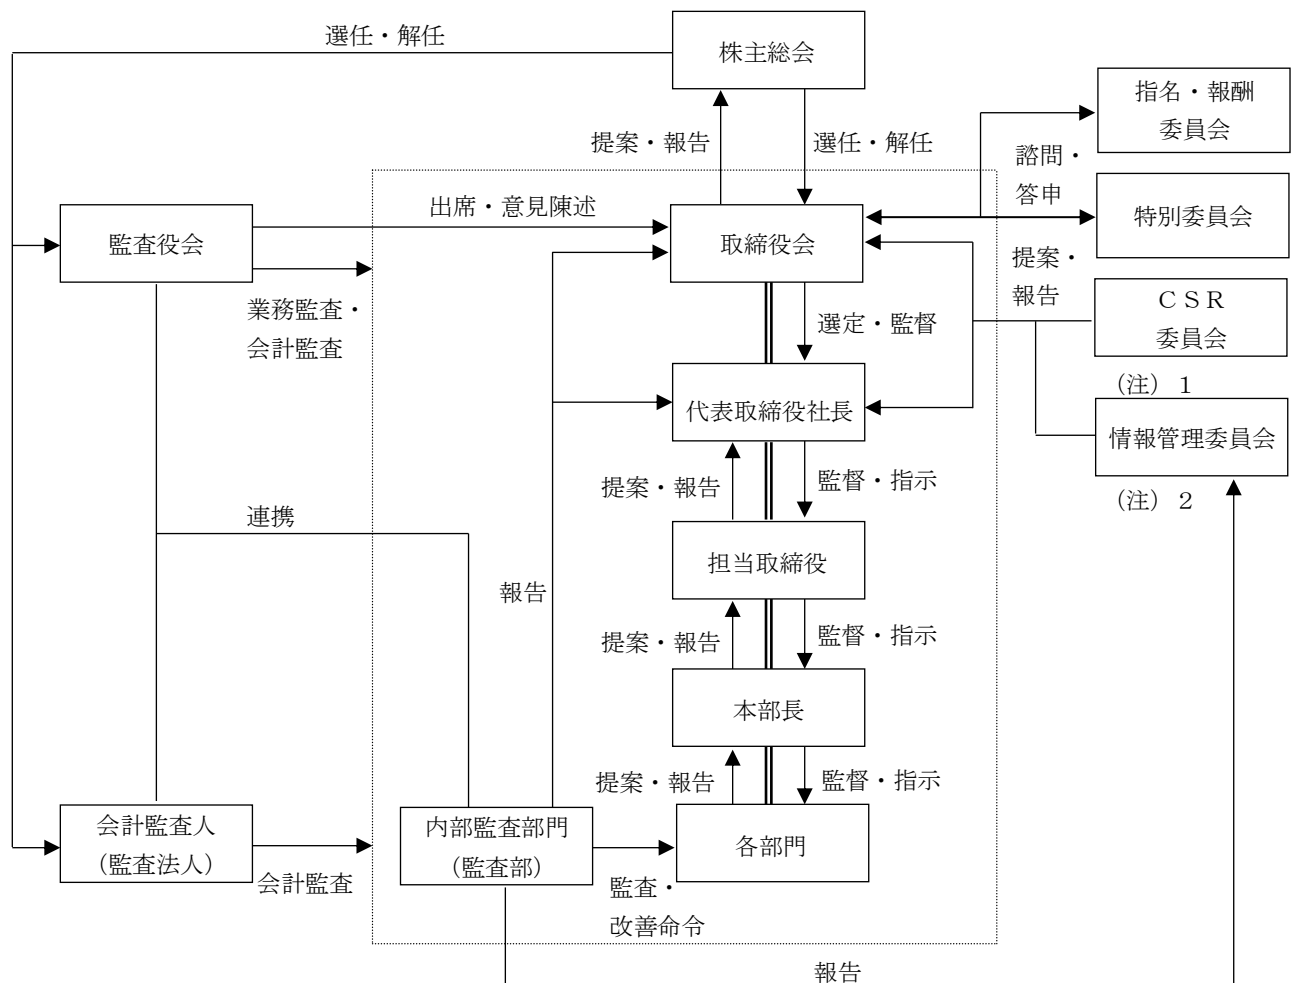 選任・解任
株主総会
指名・報酬
委員会
提案・報告
選任・解任
諮問・
答申
出席・意見陳述
監査役会
取締役会
特別委員会
提案・
報告
業務監査・
会計監査
選定・監督
ＣＳＲ
委員会
（注）１
代表取締役社長
情報管理委員会
提案・報告
監督・指示
（注）２
連携
担当取締役
報告
提案・報告
監督・指示
本部長
提案・報告
監督・指示
会計監査人
（監査法人）
会計監査
内部監査部門
（監査部）
各部門
監査・
改善命令
報告